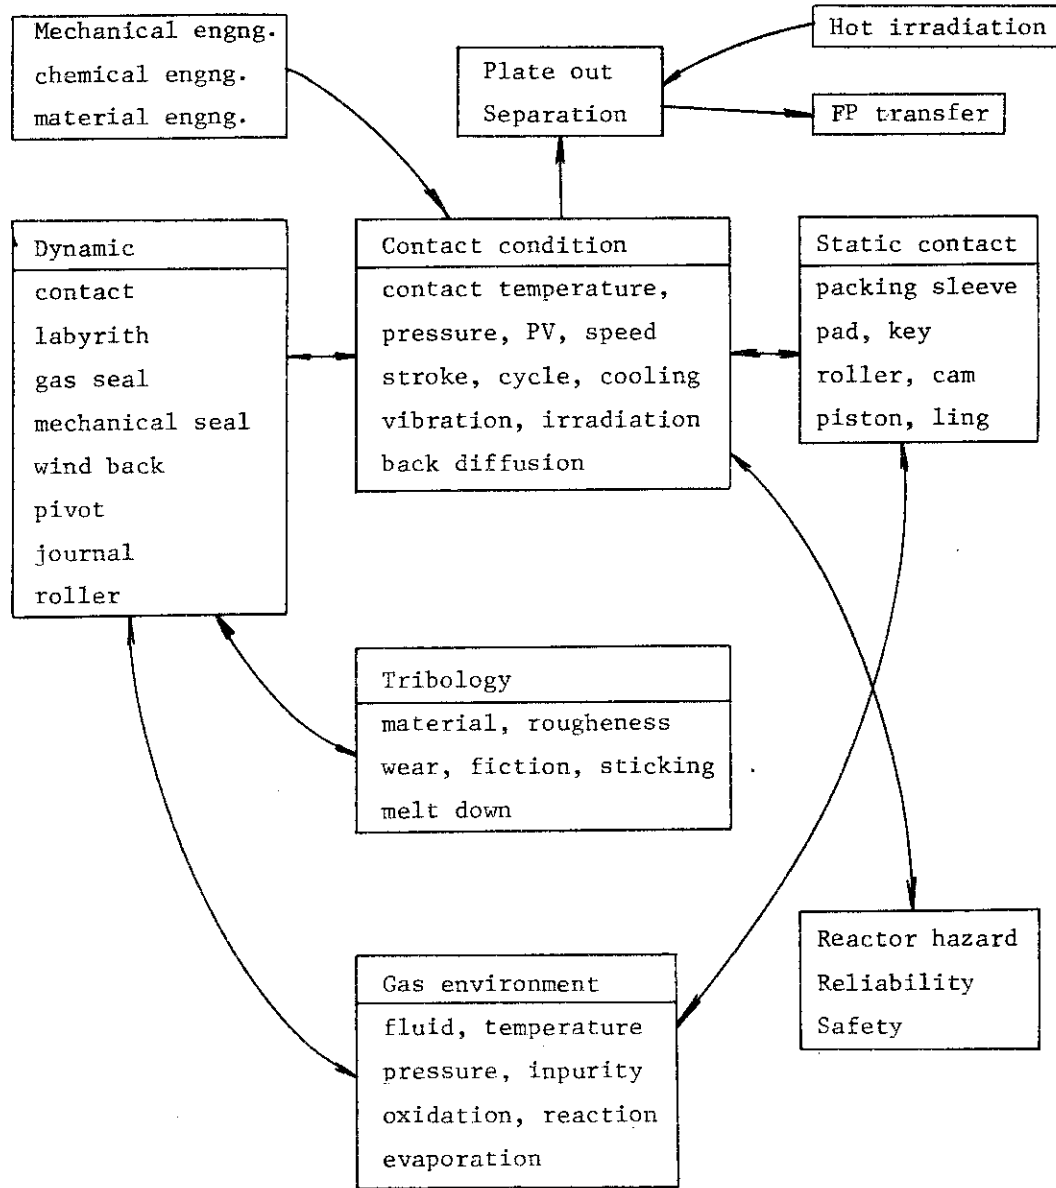 Mechanical engng.
chemical engng.
material engng.
Plate out
Separation
Hot irradiation
FP transfer
Dynamic
contact
labyrith
gas seal
mechanical seal
wind back
pivot
journal
roller
Contact condition
contact temperature,
pressure, PV, speed
stroke, cycle, cooling
vibration, irradiation
back diffusion
Static contact
packing sleeve
pad, key
roller, cam
piston, ling
Tribology
material, rougheness
wear, fiction, sticking
melt down
Gas environment
fluid, temperature
pressure, inpurity
oxidation, reaction
evaporation
Reactor hazard
Reliability
Safety